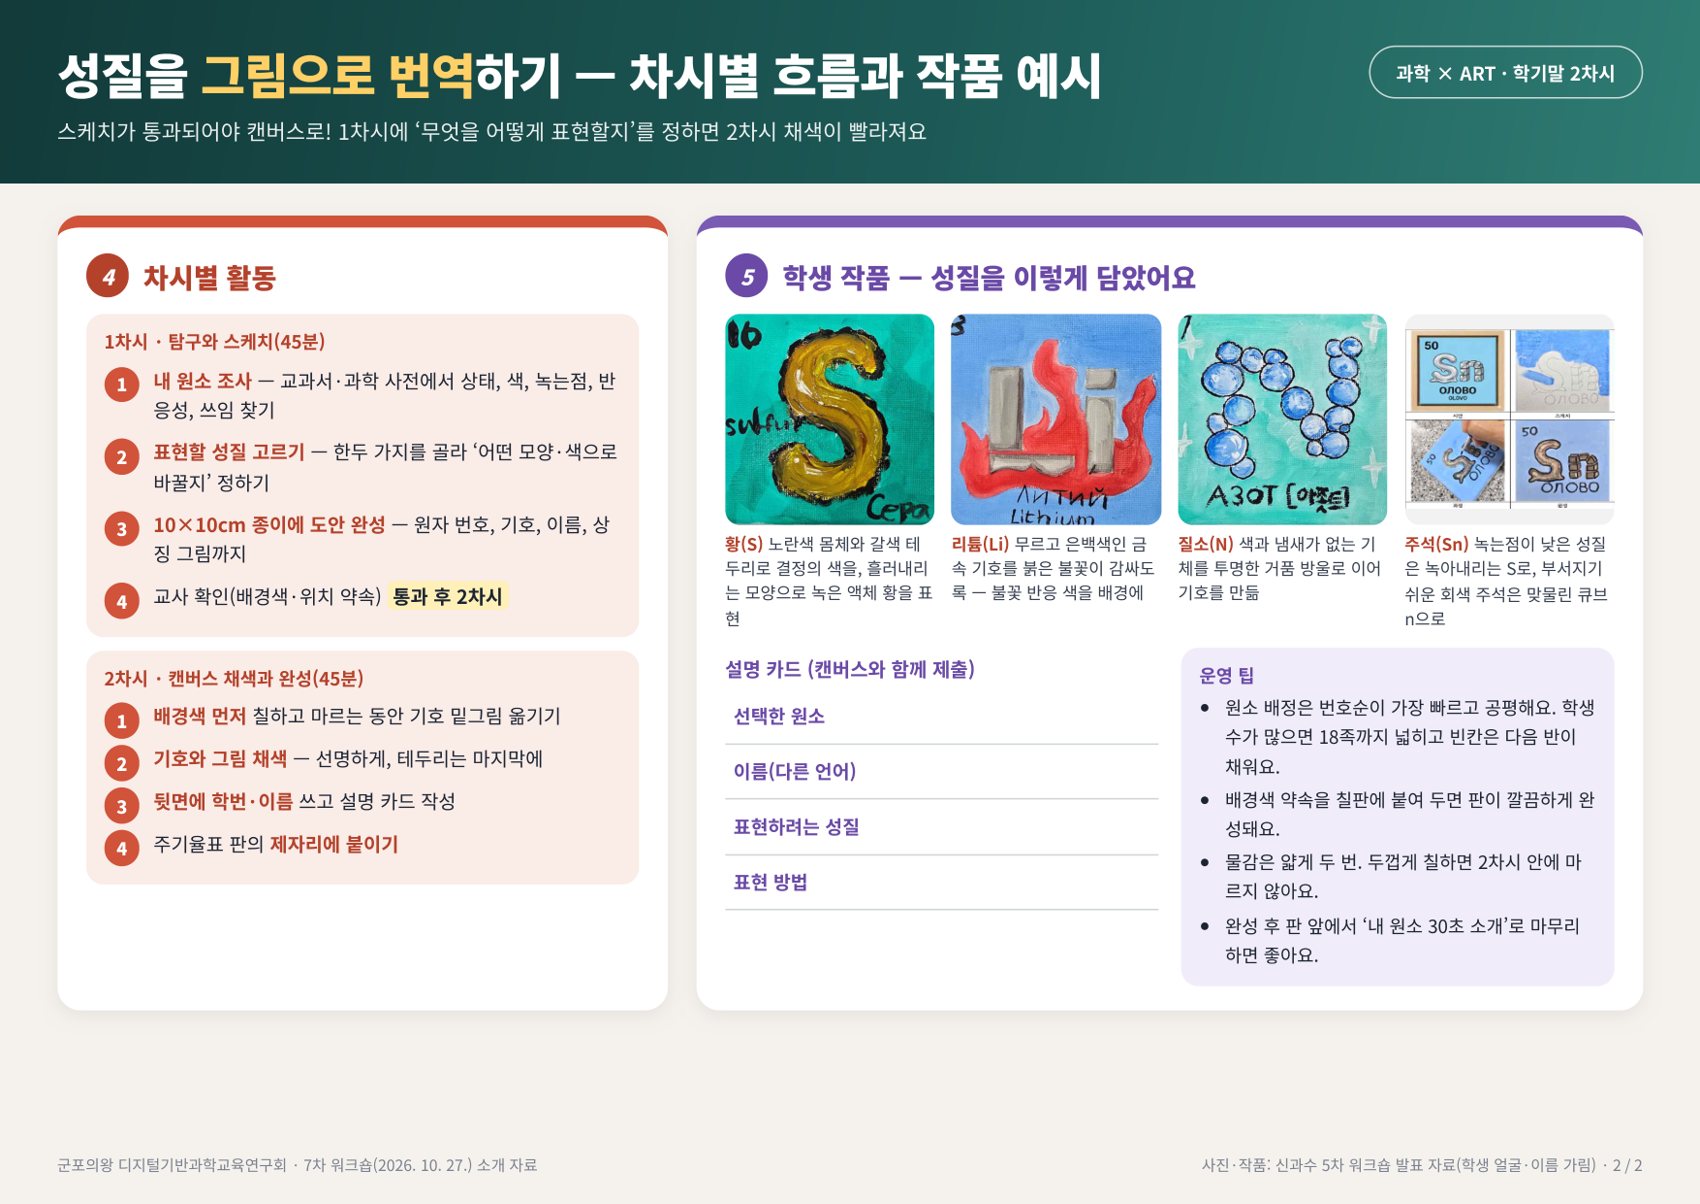 성질을 그림으로 번역하기 — 차시별 흐름과 작품 예시
과학 × ART · 학기말 2차시
스케치가 통과되어야 캔버스로! 1차시에 ‘무엇을 어떻게 표현할지’를 정하면 2차시 채색이 빨라져요
4 차시별 활동
1차시 · 탐구와 스케치(45분)
1 내 원소 조사 — 교과서·과학 사전에서 상태, 색, 녹는점, 반
응성, 쓰임 찾기
2 표현할 성질 고르기 — 한두 가지를 골라 ‘어떤 모양·색으로
바꿀지’ 정하기
3 10×10cm 종이에 도안 완성 — 원자 번호, 기호, 이름, 상
징 그림까지
4 교사 확인(배경색·위치 약속) 통과 후 2차시
2차시 · 캔버스 채색과 완성(45분)
1 배경색 먼저 칠하고 마르는 동안 기호 밑그림 옮기기
2 기호와 그림 채색 — 선명하게, 테두리는 마지막에
3 뒷면에 학번·이름 쓰고 설명 카드 작성
4 주기율표 판의 제자리에 붙이기
5 학생 작품 — 성질을 이렇게 담았어요
16
S
sulfur
Сера
3
Li
Литий
Lithium
7
N
АЗОТ
50
Sn
ОЛОВО
OLOVO
ОЛОВО
50
Sn
50
Sn
ОЛОВО
황(S) 노란색 몸체와 갈색 테
두리로 결정의 색을, 흘러내리
는 모양으로 녹은 액체 황을 표
현
리튬(Li) 무르고 은백색인 금
속 기호를 붉은 불꽃이 감싸도
록 — 불꽃 반응 색을 배경에
질소(N) 색과 냄새가 없는 기
체를 투명한 거품 방울로 이어
기호를 만듦
주석(Sn) 녹는점이 낮은 성질
은 녹아내리는 S로, 부서지기
쉬운 회색 주석은 맞물린 큐브
n으로
설명 카드 (캔버스와 함께 제출)
선택한 원소
이름(다른 언어)
표현하려는 성질
표현 방법
운영 팁
• 원소 배정은 번호순이 가장 빠르고 공평해요. 학생
수가 많으면 18족까지 넓히고 빈칸은 다음 반이
채워요.
• 배경색 약속을 칠판에 붙여 두면 판이 깔끔하게 완
성돼요.
• 물감은 얇게 두 번. 두껍게 칠하면 2차시 안에 마
르지 않아요.
• 완성 후 판 앞에서 ‘내 원소 30초 소개’로 마무리
하면 좋아요.
군포의왕 디지털기반과학교육연구회 · 7차 워크숍(2026. 10. 27.) 소개 자료
사진·작품: 신과수 5차 워크숍 발표 자료(학생 얼굴·이름 가림) · 2 / 2